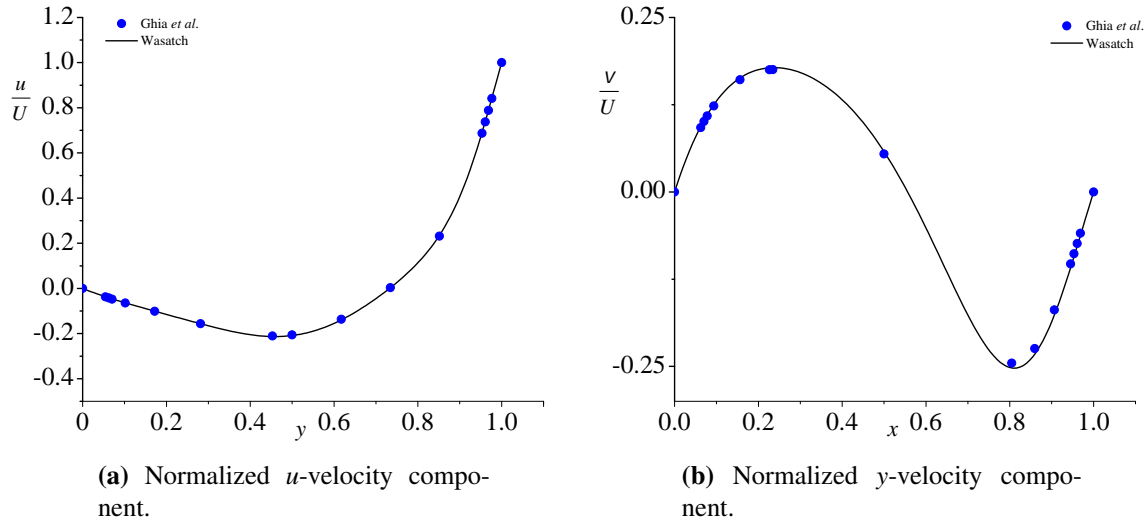 1.2
1.0
0.8
0.6
0.4
0.2
0.0
-0.2
-0.4
u
U
Ghia et al.
Wasatch
0.0 0.2 0.4 0.6 0.8 1.0
y
(a) Normalized u-velocity compo-
nent.
0.25
0.00
-0.25
v
U
Ghia et al.
Wasatch
0.0 0.2 0.4 0.6 0.8 1.0
x
(b) Normalized y-velocity compo-
nent.